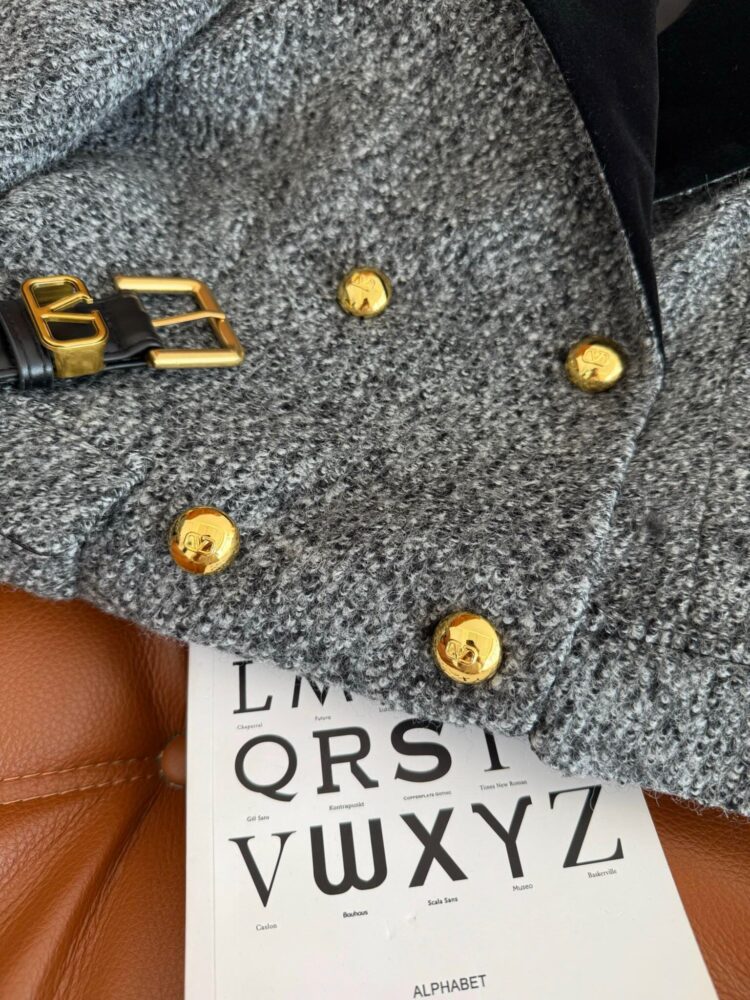 L M
Chaparral Futura
QRST
Gill Sans Kontrapunkt COPPERPLATE GOTHIC Times New Roman
VWXYZ
Caslon Bauhaus Scala Sans Museo Baskerville
ALPHABET